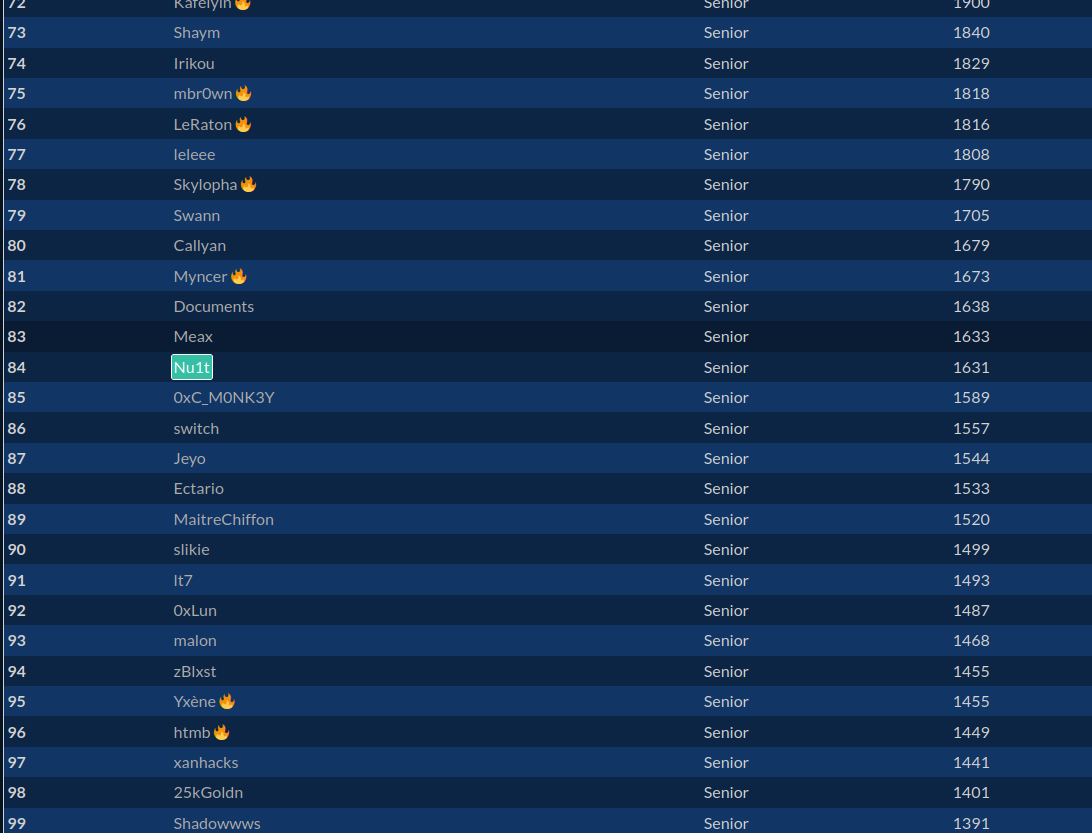 72 Kafelyin🔥 Senior 1900
73 Shaym Senior 1840
74 Irikou Senior 1829
75 mbr0wn🔥 Senior 1818
76 LeRaton🔥 Senior 1816
77 leleee Senior 1808
78 Skylopha🔥 Senior 1790
79 Swann Senior 1705
80 Callyan Senior 1679
81 Myncer🔥 Senior 1673
82 Documents Senior 1638
83 Meax Senior 1633
84 Nu1t Senior 1631
85 0xC_M0NK3Y Senior 1589
86 switch Senior 1557
87 Jeyo Senior 1544
88 Ectario Senior 1533
89 MaitreChiffon Senior 1520
90 slikie Senior 1499
91 lt7 Senior 1493
92 0xLun Senior 1487
93 malon Senior 1468
94 zBlxst Senior 1455
95 Yxène🔥 Senior 1455
96 htmb🔥 Senior 1449
97 xanhacks Senior 1441
98 25kGoldn Senior 1401
99 Shadowwws Senior 1391